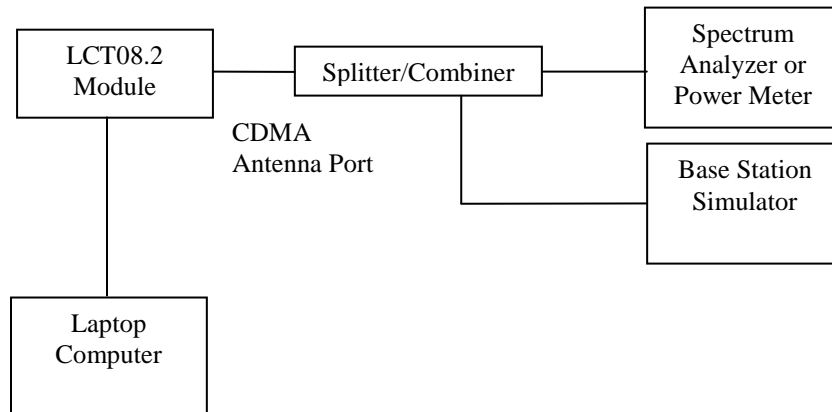 LCT08.2
Module
Splitter/Combiner
Spectrum
Analyzer or
Power Meter
CDMA
Antenna Port
Base Station
Simulator
Laptop
Computer